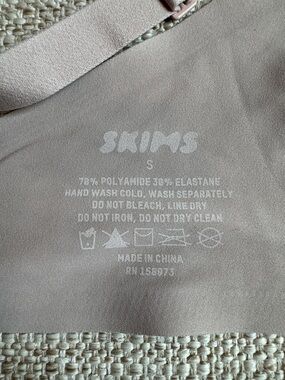 SKIMS
S
70% POLYAMIDE 30% ELASTANE
HAND WASH COLD, WASH SEPARATELY
DO NOT BLEACH, LINE DRY
DO NOT IRON, DO NOT DRY CLEAN
MADE IN CHINA
RN 158973